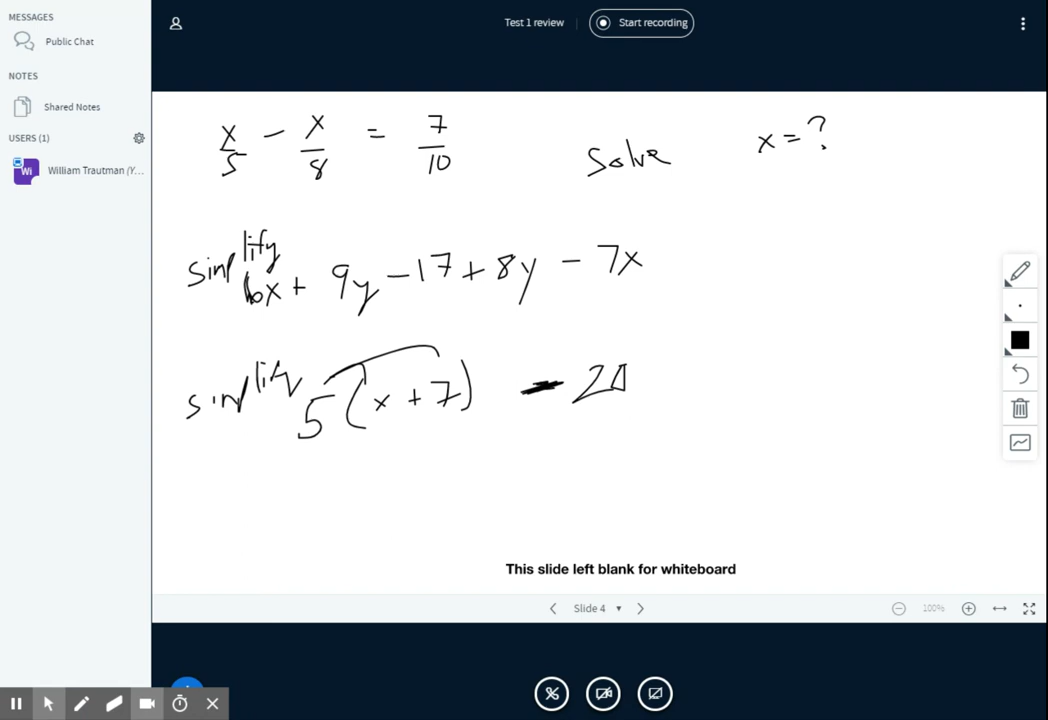 MESSAGES
Public Chat
NOTES
Shared Notes
USERS (1)
Wi William Trautman (Y...
Test 1 review
Start recording
x/5 - x/8 = 7/10 Solve x = ?
simplify
6x + 9y - 17 + 8y - 7x
simplify
5(x + 7) - 20
This slide left blank for whiteboard
Slide 4
100%